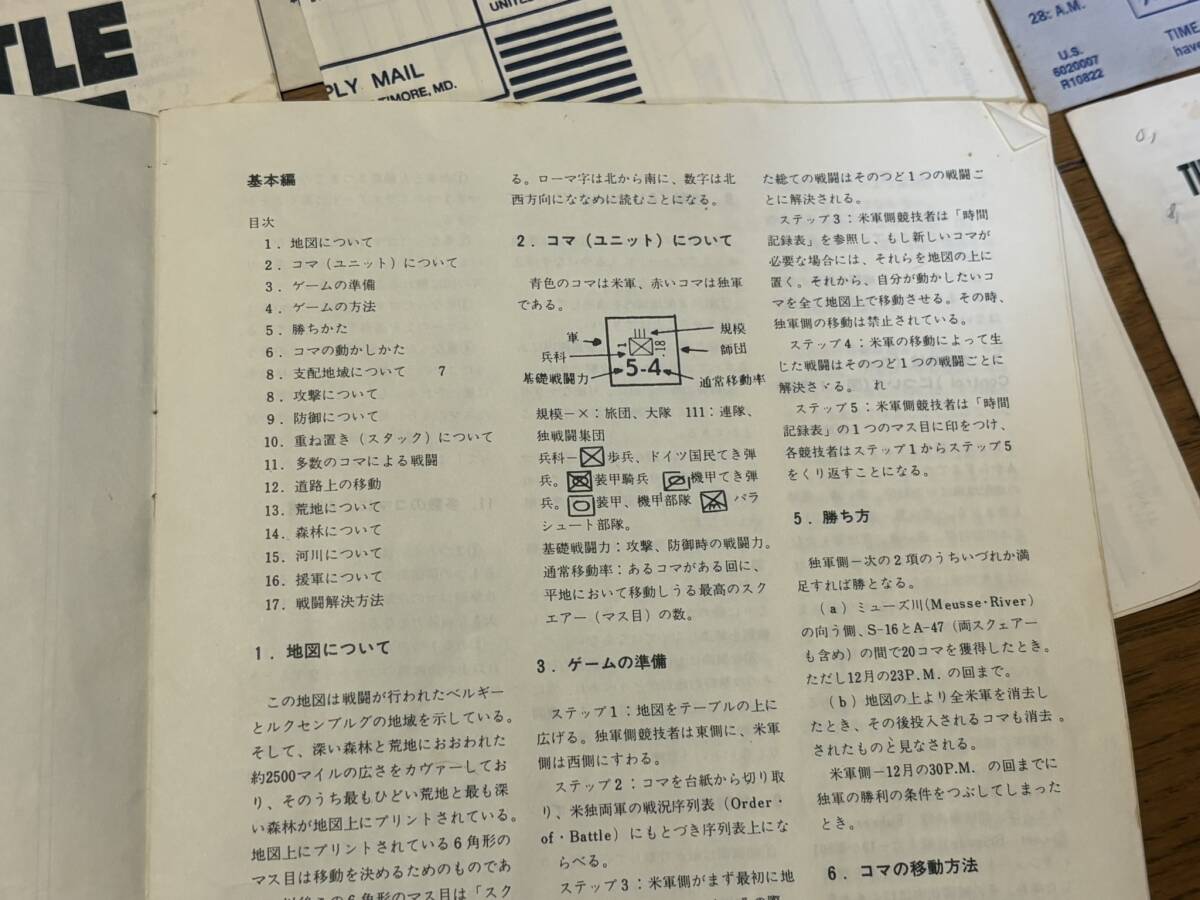 TLE
UNITED
PLY MAIL
TIMORE, MD.
28: A.M.
U.S.
6020007
R10822
TIME
hav
基本編
目次
1．地図について
2．コマ（ユニット）について
3．ゲームの準備
4．ゲームの方法
5．勝ちかた
6．コマの動かしかた
8．支配地域について 7
8．攻撃について
9．防御について
10．重ね置き（スタック）について
11．多数のコマによる戦闘
12．道路上の移動
13．荒地について
14．森林について
15．河川について
16．援軍について
17．戦闘解決方法
1．地図について
この地図は戦闘が行われたベルギー
とルクセンブルグの地域を示している。
そして、深い森林と荒地におおわれた
約2500マイルの広さをカヴァーしてお
り、そのうち最もひどい荒地と最も深
い森林が地図上にプリントされている。
地図上にプリントされている6角形の
マス目は移動を決めるためのものであ
以後この6角形のマス目は「スク
る。ローマ字は北から南に、数字は北
西方向にななめに読むことになる。
2．コマ（ユニット）について
青色のコマは米軍、赤いコマは独軍
である。
軍
兵科
基礎戦闘力
1
18
5-4
規模
師団
通常移動率
規模－×：旅団、大隊 111：連隊、
独戦闘集団
兵科－歩兵、ドイツ国民てき弾
兵。装甲騎兵 機甲てき弾
兵。装甲、機甲部隊 パラ
シュート部隊。
基礎戦闘力：攻撃、防御時の戦闘力。
通常移動率：あるコマがある回に、
平地において移動しうる最高のスク
エアー（マス目）の数。
3．ゲームの準備
ステップ1：地図をテーブルの上に
広げる。独軍側競技者は東側に、米軍
側は西側にすわる。
ステップ2：コマを台紙から切り取
り、米独両軍の戦況序列表（Order・
of・Battle）にもとづき序列表上にな
らべる。
ステップ3：米軍側がまず最初に地
た総ての戦闘はそのつど1つの戦闘ご
とに解決される。
ステップ3：米軍側競技者は「時間
記録表」を参照し、もし新しいコマが
必要な場合には、それらを地図の上に
置く。それから、自分が動かしたいコ
マを全て地図上で移動させる。その時、
独軍側の移動は禁止されている。
ステップ4：米軍の移動によって生
じた戦闘はそのつど1つの戦闘ごとに
解決さゞる。 れ
ステップ5：米軍側競技者は「時間
記録表」の1つのマス目に印をつけ、
各競技者はステップ1からステップ5
をくり返すことになる。
5．勝ち方
独軍側－次の2項のうちいづれか満
足すれば勝となる。
（a）ミューズ川(Meusse・River)
の向う側、S-16とA-47（両スクェアー
も含め）の間で20コマを獲得したとき。
ただし12月の23P.M. の回まで。
（b）地図の上より全米軍を消去し
たとき、その後投入されるコマも消去 。
されたものと見なされる。
米軍側－12月の30P.M. の回までに
独軍の勝利の条件をつぶしてしまった
とき。
6．コマの移動方法